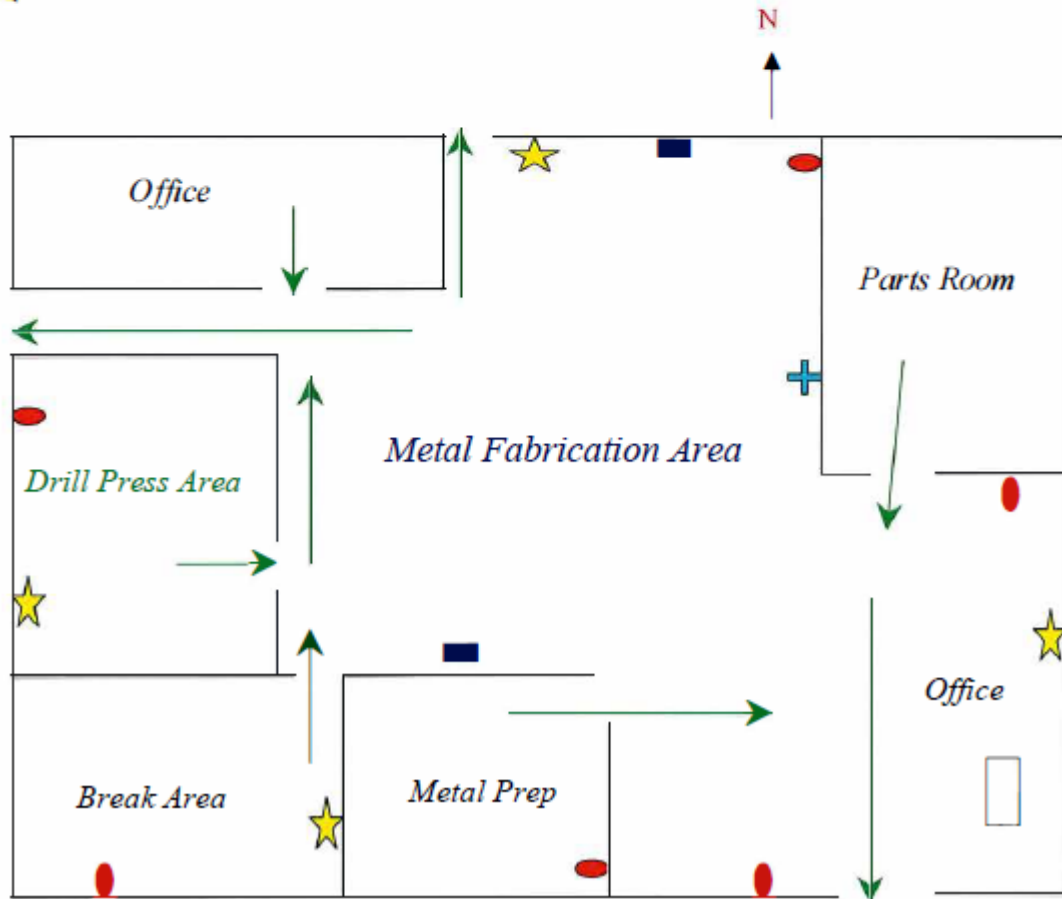 N
Office
Parts Room
Metal Fabrication Area
Drill Press Area
Office
Break Area
Metal Prep